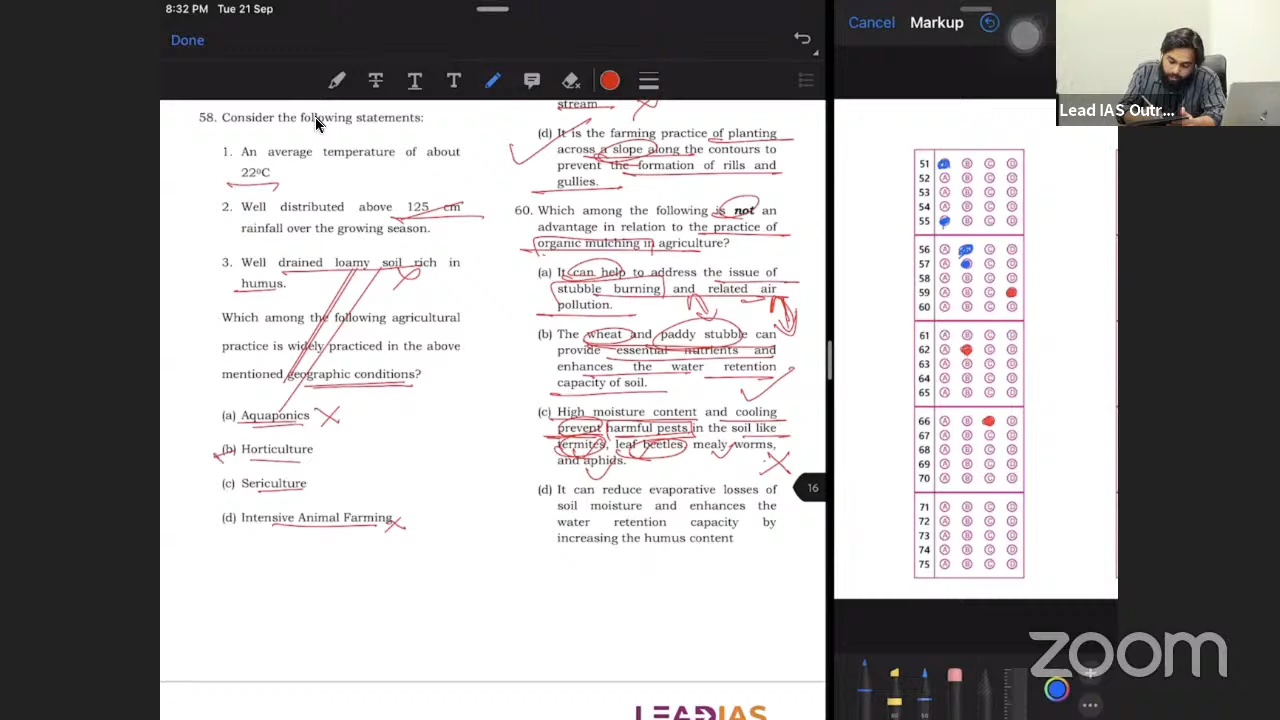 8:32 PM Tue 21 Sep
Done
58. Consider the following statements:
1. An average temperature of about
22°C
2. Well distributed above 125 cm
rainfall over the growing season.
3. Well drained loamy soil rich in
humus.
Which among the following agricultural
practice is widely practiced in the above
mentioned geographic conditions?
(a) Aquaponics
(b) Horticulture
(c) Sericulture
(d) Intensive Animal Farming
stream
(d) It is the farming practice of planting
across a slope along the contours to
prevent the formation of rills and
gullies.
60. Which among the following is not an
advantage in relation to the practice of
organic mulching in agriculture?
(a) It can help to address the issue of
stubble burning and related air
pollution.
(b) The wheat and paddy stubble can
provide essential nutrients and
enhances the water retention
capacity of soil.
(c) High moisture content and cooling
prevent harmful pests in the soil like
termites, leaf beetles, mealy worms,
and aphids.
(d) It can reduce evaporative losses of
soil moisture and enhances the
water retention capacity by
increasing the humus content
16
LEADIAS
Cancel Markup
Lead IAS Outr...
51 A B C D
52 A B C D
53 A B C D
54 A B C D
55 A B C D
56 A B C D
57 A B C D
58 A B C D
59 A B C D
60 A B C D
61 A B C D
62 A B C D
63 A B C D
64 A B C D
65 A B C D
66 A B C D
67 A B C D
68 A B C D
69 A B C D
70 A B C D
71 A B C D
72 A B C D
73 A B C D
74 A B C D
75 A B C D
zoom